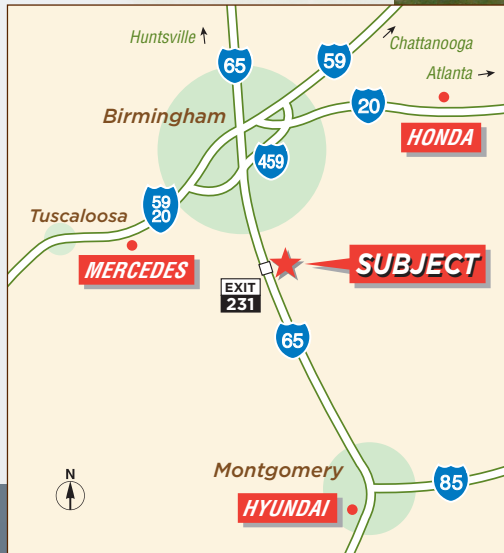 Huntsville ↑
65
59
Chattanooga
Atlanta →
Birmingham
20
HONDA
459
59
20
Tuscaloosa
MERCEDES
SUBJECT
EXIT
231
65
Montgomery
N
85
HYUNDAI